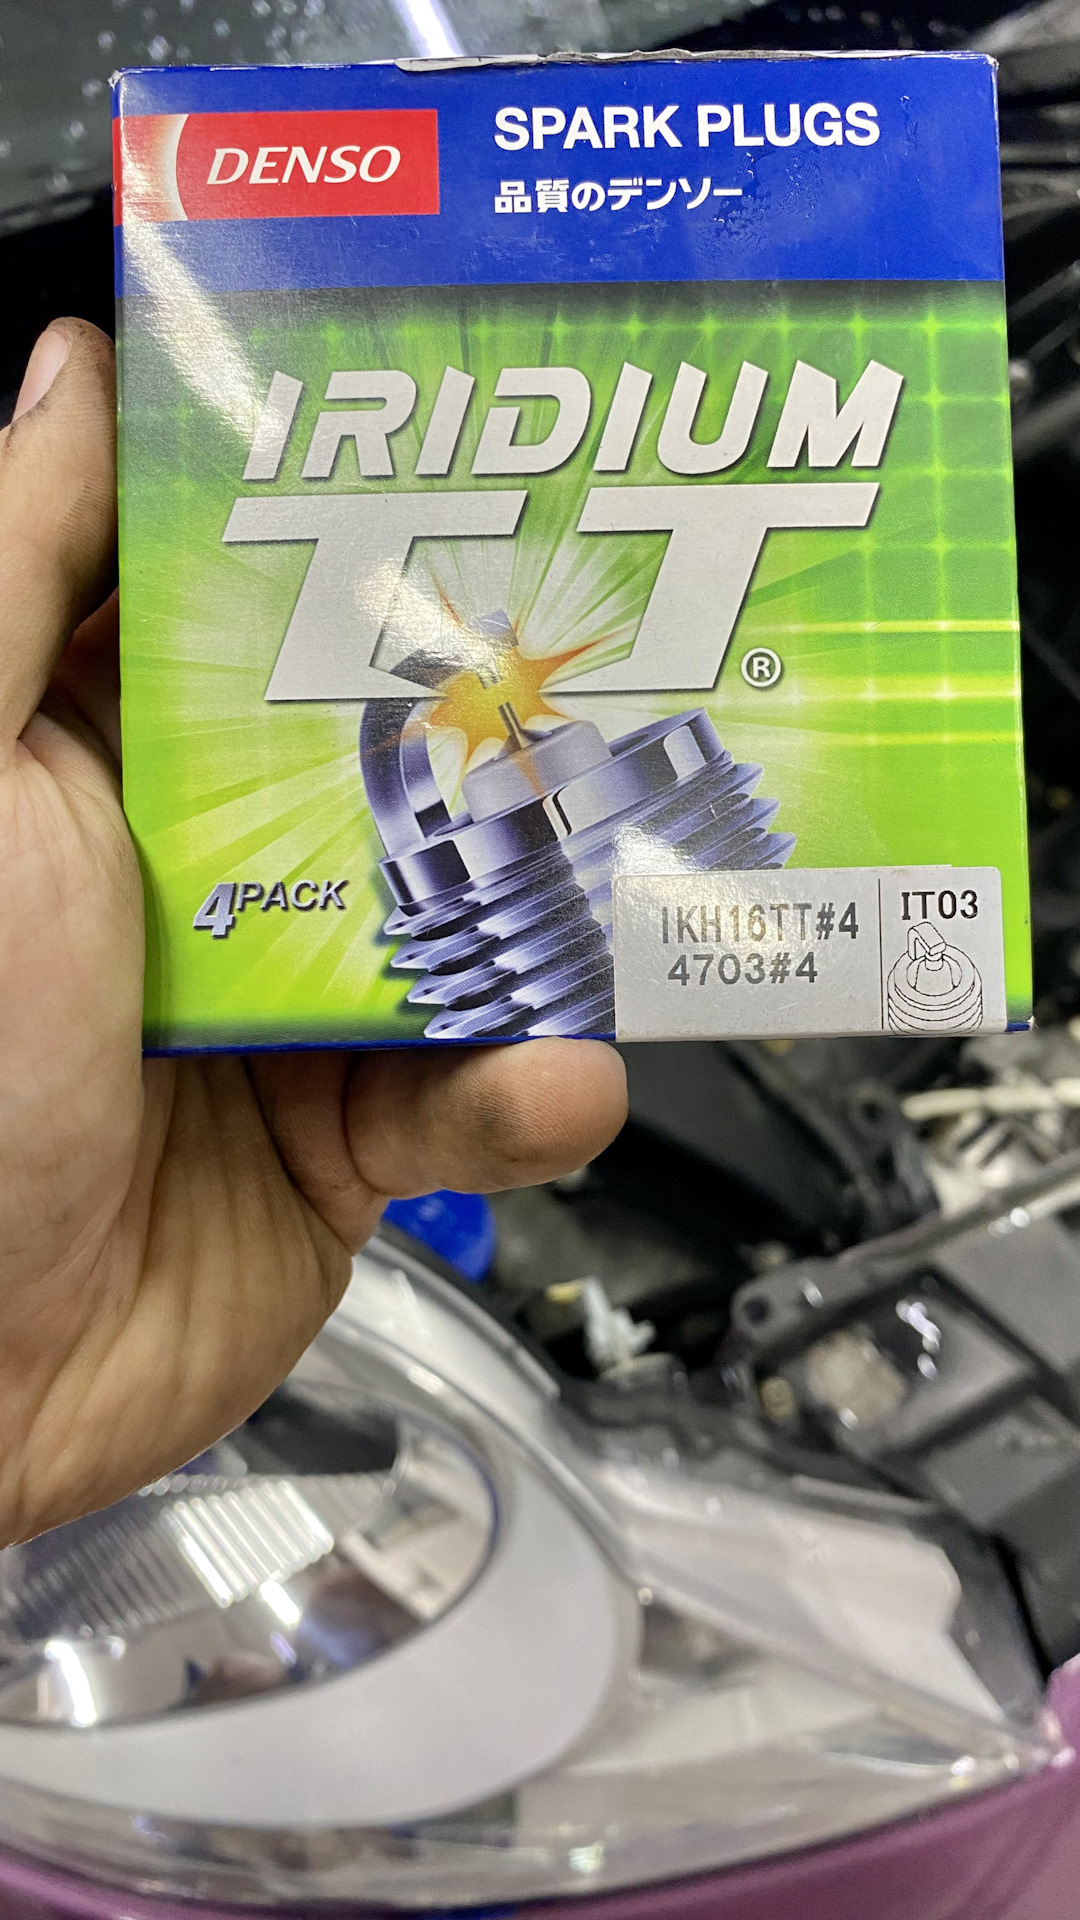 DENSO
SPARK PLUGS
品質のデンソー
IRIDIUM
TT®
4PACK
IKH16TT#4
4703#4
IT03